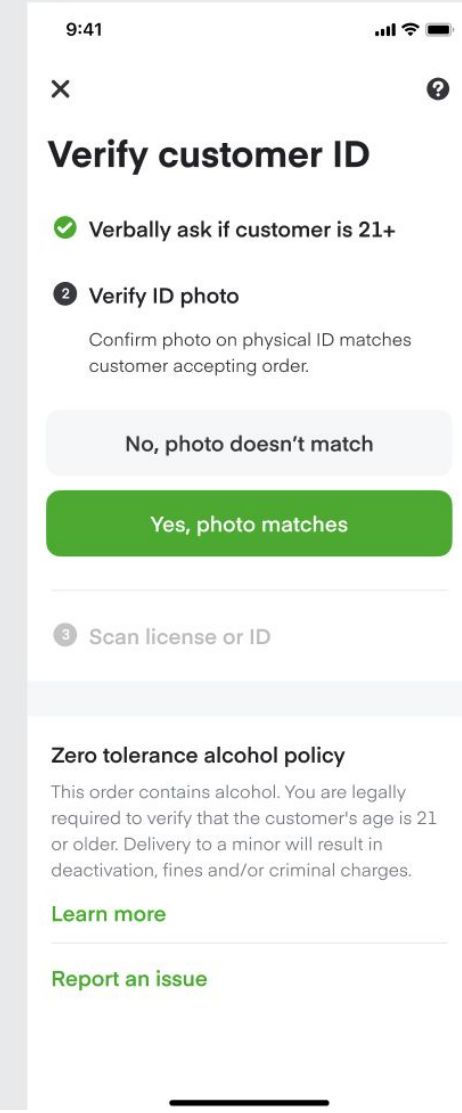 9:41
Verify customer ID
Verbally ask if customer is 21+
2 Verify ID photo
Confirm photo on physical ID matches
customer accepting order.
No, photo doesn’t match
Yes, photo matches
3 Scan license or ID
Zero tolerance alcohol policy
This order contains alcohol. You are legally
required to verify that the customer's age is 21
or older. Delivery to a minor will result in
deactivation, fines and/or criminal charges.
Learn more
Report an issue